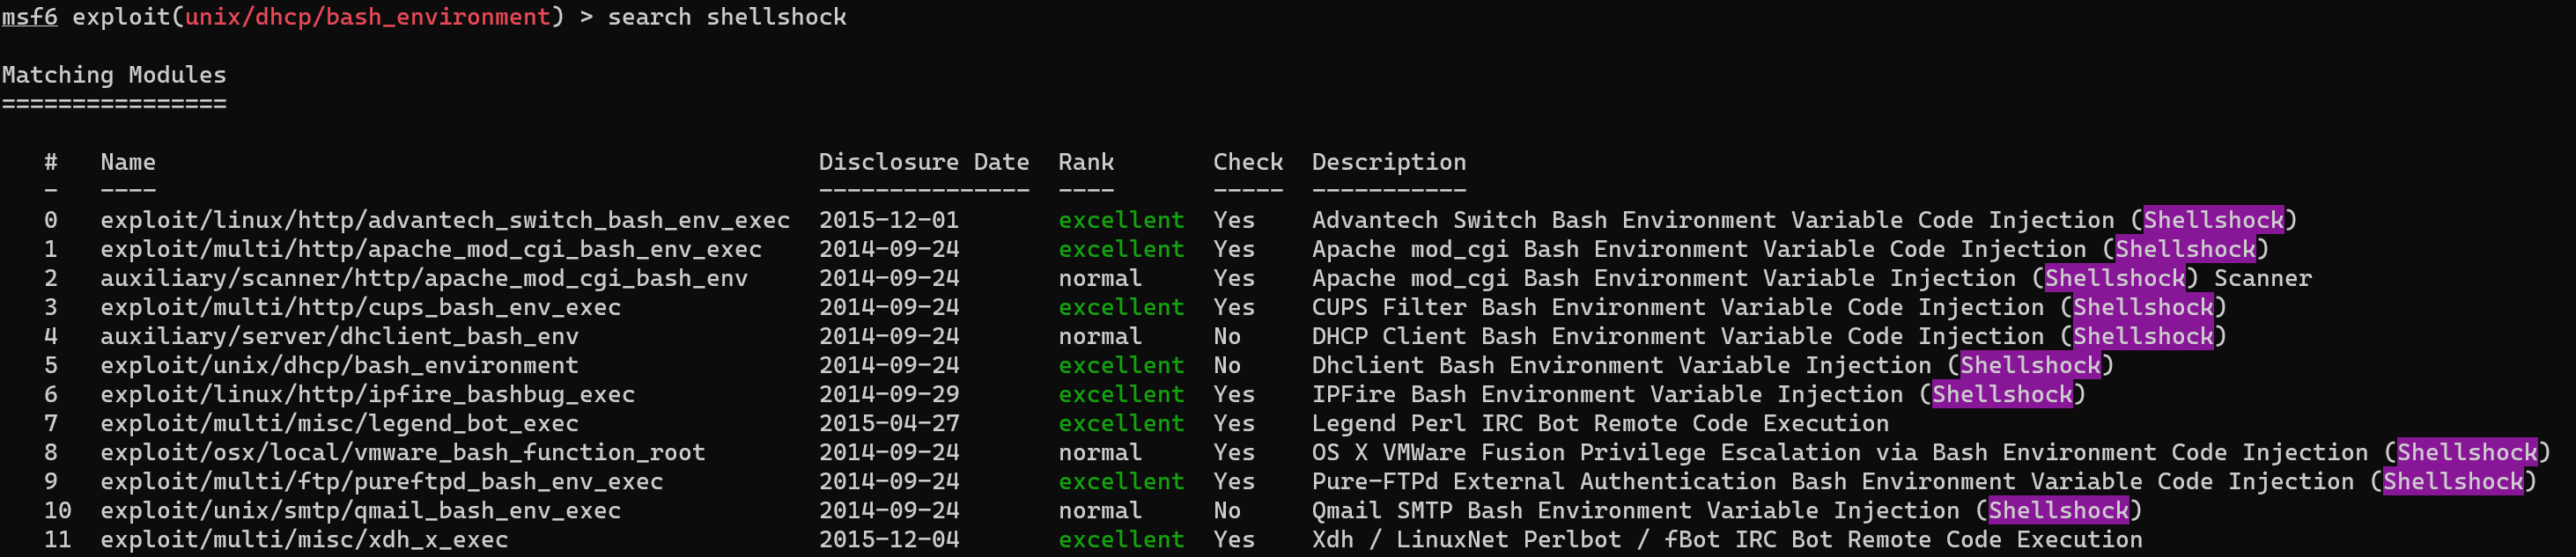 msf6 exploit(unix/dhcp/bash_environment) > search shellshock
Matching Modules
================
#   Name                                              Disclosure Date  Rank       Check  Description
-   ----                                              ---------------  ----       -----  -----------
0   exploit/linux/http/advantech_switch_bash_env_exec  2015-12-01       excellent  Yes    Advantech Switch Bash Environment Variable Code Injection (Shellshock)
1   exploit/multi/http/apache_mod_cgi_bash_env_exec    2014-09-24       excellent  Yes    Apache mod_cgi Bash Environment Variable Code Injection (Shellshock)
2   auxiliary/scanner/http/apache_mod_cgi_bash_env     2014-09-24       normal     Yes    Apache mod_cgi Bash Environment Variable Injection (Shellshock) Scanner
3   exploit/multi/http/cups_bash_env_exec              2014-09-24       excellent  Yes    CUPS Filter Bash Environment Variable Code Injection (Shellshock)
4   auxiliary/server/dhclient_bash_env                 2014-09-24       normal     No     DHCP Client Bash Environment Variable Code Injection (Shellshock)
5   exploit/unix/dhcp/bash_environment                 2014-09-24       excellent  No     Dhclient Bash Environment Variable Injection (Shellshock)
6   exploit/linux/http/ipfire_bashbug_exec             2014-09-29       excellent  Yes    IPFire Bash Environment Variable Injection (Shellshock)
7   exploit/multi/misc/legend_bot_exec                 2015-04-27       excellent  Yes    Legend Perl IRC Bot Remote Code Execution
8   exploit/osx/local/vmware_bash_function_root        2014-09-24       normal     Yes    OS X VMWare Fusion Privilege Escalation via Bash Environment Code Injection (Shellshock)
9   exploit/multi/ftp/pureftpd_bash_env_exec           2014-09-24       excellent  Yes    Pure-FTPd External Authentication Bash Environment Variable Code Injection (Shellshock)
10  exploit/unix/smtp/qmail_bash_env_exec              2014-09-24       normal     No     Qmail SMTP Bash Environment Variable Injection (Shellshock)
11  exploit/multi/misc/xdh_x_exec                      2015-12-04       excellent  Yes    Xdh / LinuxNet Perlbot / fBot IRC Bot Remote Code Execution